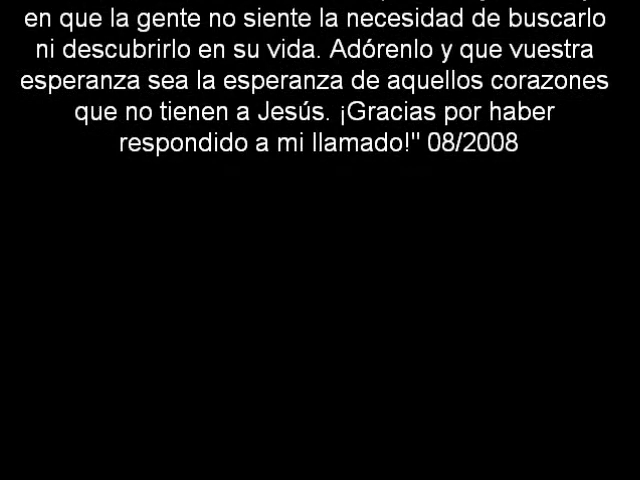 en que la gente no siente la necesidad de buscarlo
ni descubrirlo en su vida. Adórenlo y que vuestra
esperanza sea la esperanza de aquellos corazones
que no tienen a Jesús. ¡Gracias por haber
respondido a mi llamado!" 08/2008